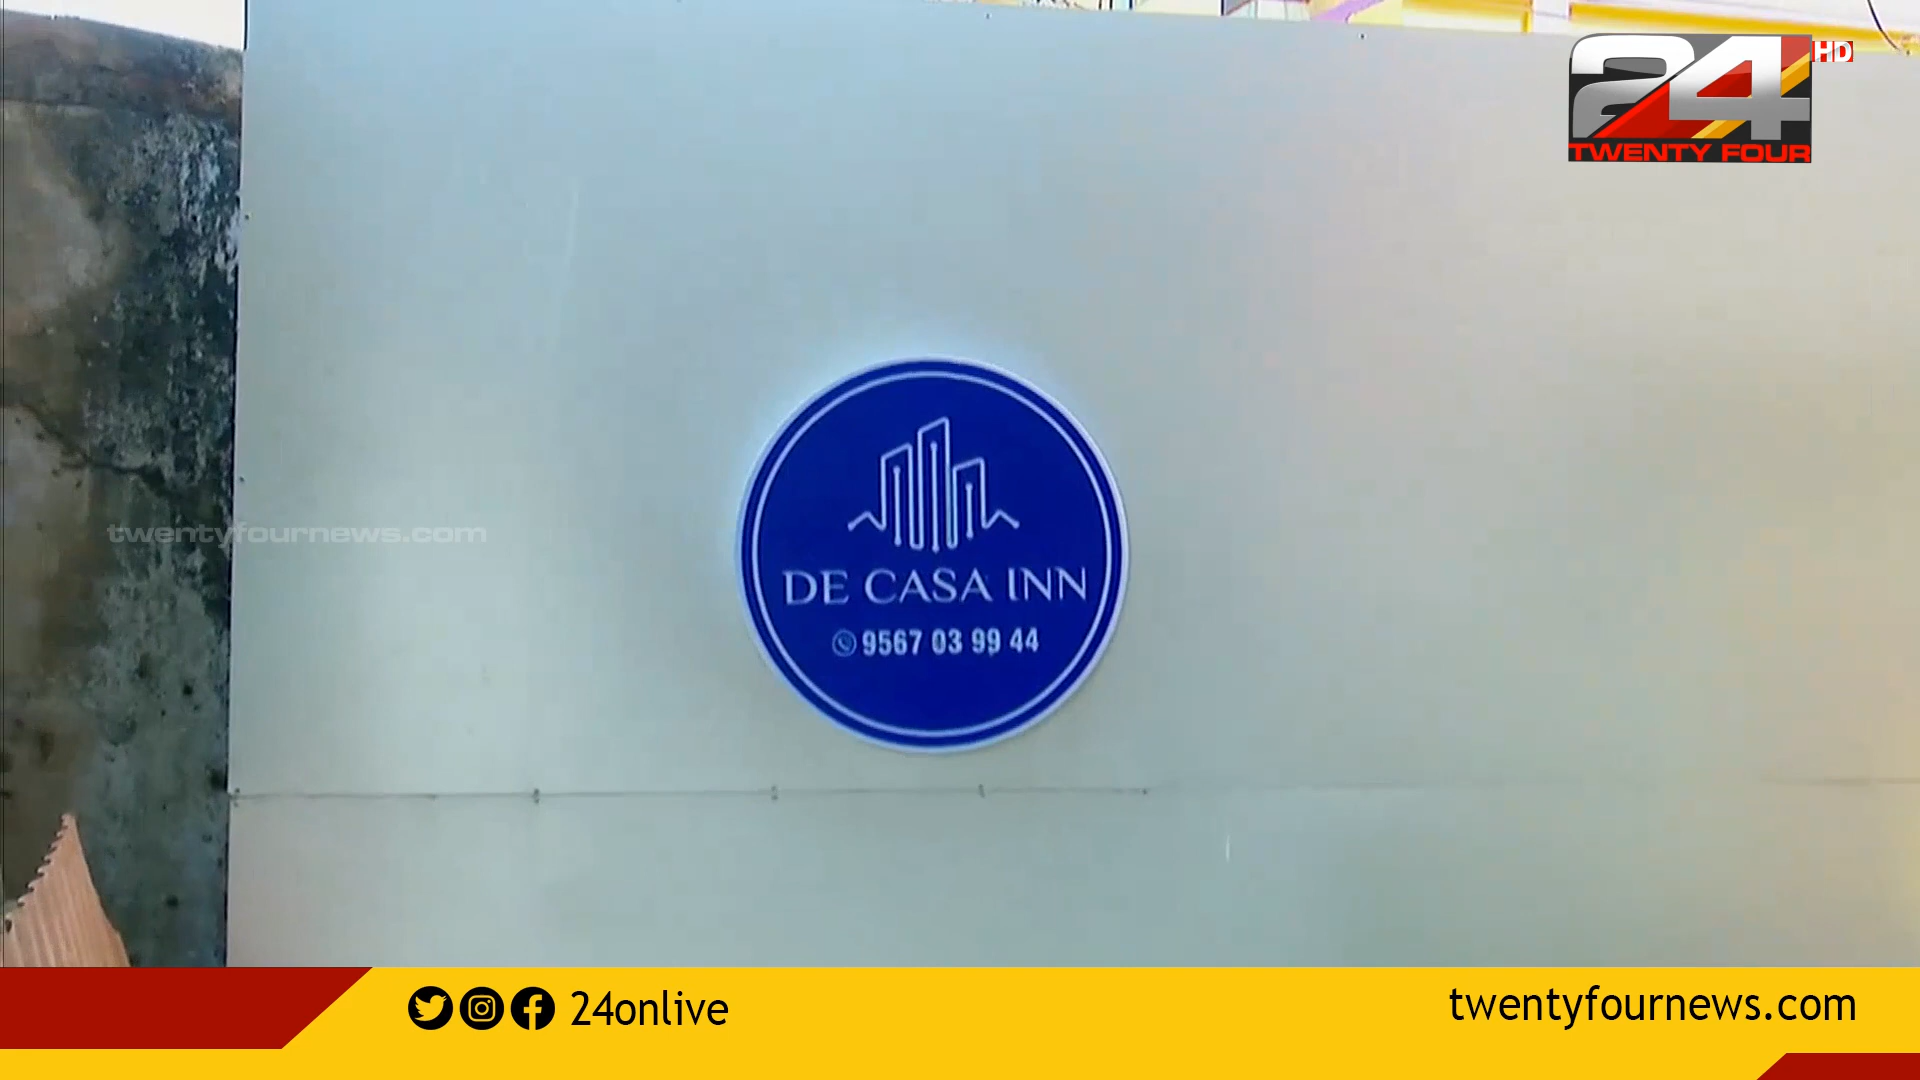 24 HD
TWENTY FOUR
twentyfournews.com
DE CASA INN
9567 03 99 44
24onlive
twentyfournews.com